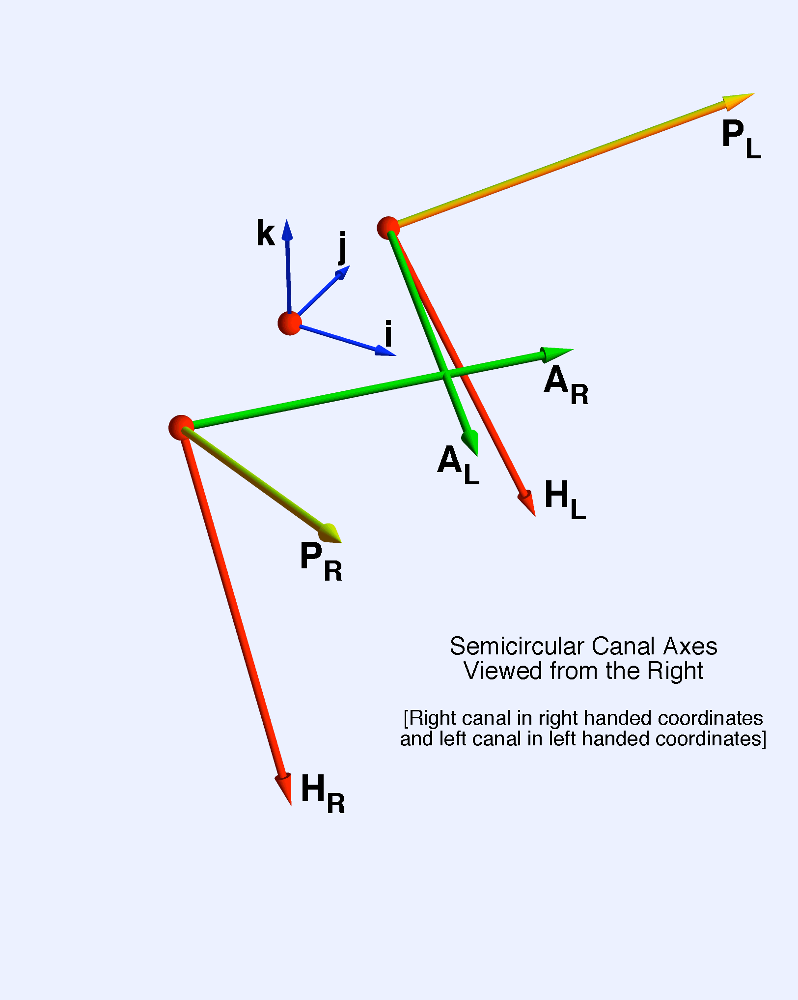 P_L
k
j
i
A_R
A_L
H_L
P_R
Semicircular Canal Axes
Viewed from the Right
[Right canal in right handed coordinates
and left canal in left handed coordinates]
H_R